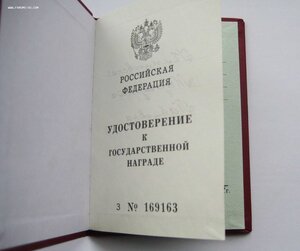 РОССИЙСКАЯ
ФЕДЕРАЦИЯ
УДОСТОВЕРЕНИЕ
К
ГОСУДАРСТВЕННОЙ
НАГРАДЕ
З № 169163
г.